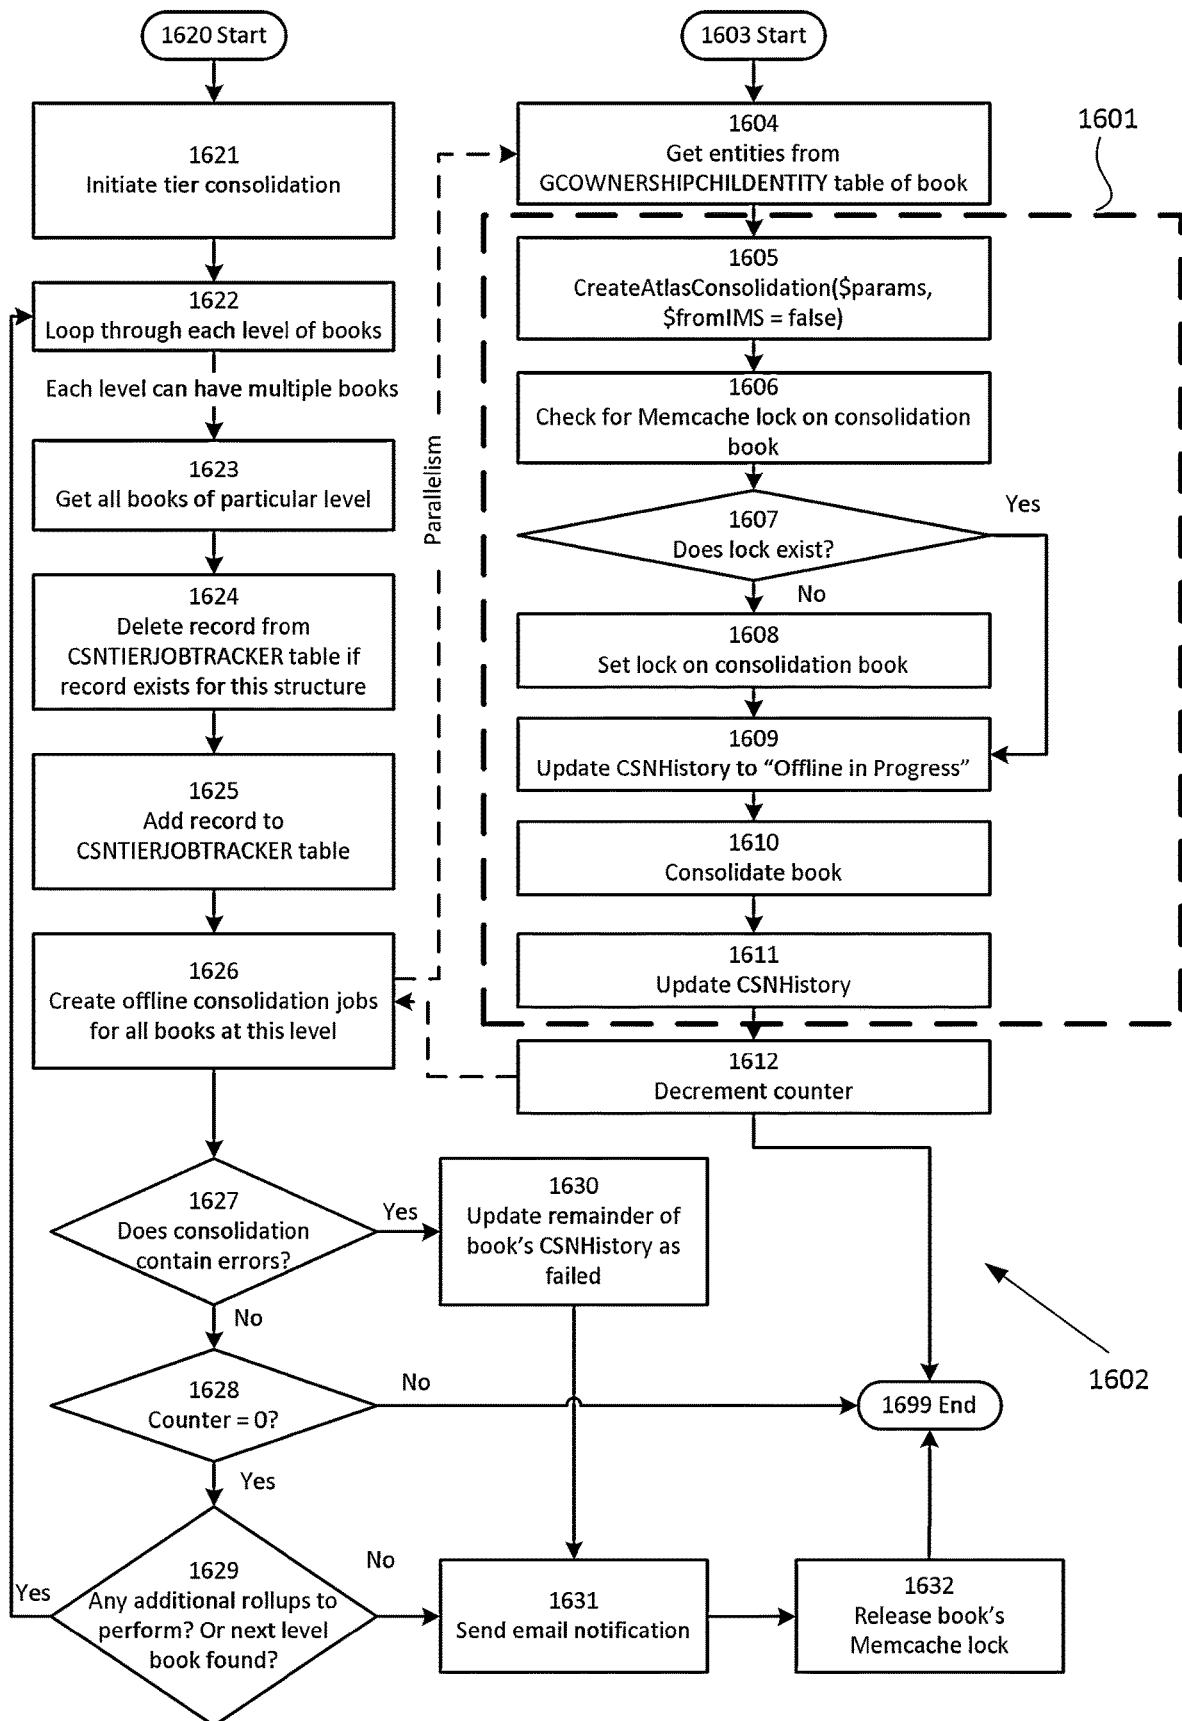 1620 Start
1621
Initiate tier consolidation
1622
Loop through each level of books
Each level can have multiple books
1623
Get all books of particular level
1624
Delete record from
CSNTIERJOBTRACKER table if
record exists for this structure
1625
Add record to
CSNTIERJOBTRACKER table
1626
Create offline consolidation jobs
for all books at this level
1627
Does consolidation
contain errors?
Yes
No
1628
Counter = 0?
No
Yes
1629
Any additional rollups to
perform? Or next level
book found?
Yes
No
Parallelism
1603 Start
1604
Get entities from
GCOWNERSHIPCHILDENTITY table of book
1601
1605
CreateAtlasConsolidation($params,
$fromIMS = false)
1606
Check for Memcache lock on consolidation
book
1607
Does lock exist?
Yes
No
1608
Set lock on consolidation book
1609
Update CSNHistory to “Offline in Progress”
1610
Consolidate book
1611
Update CSNHistory
1612
Decrement counter
1630
Update remainder of
book’s CSNHistory as
failed
1602
1699 End
1631
Send email notification
1632
Release book’s
Memcache lock